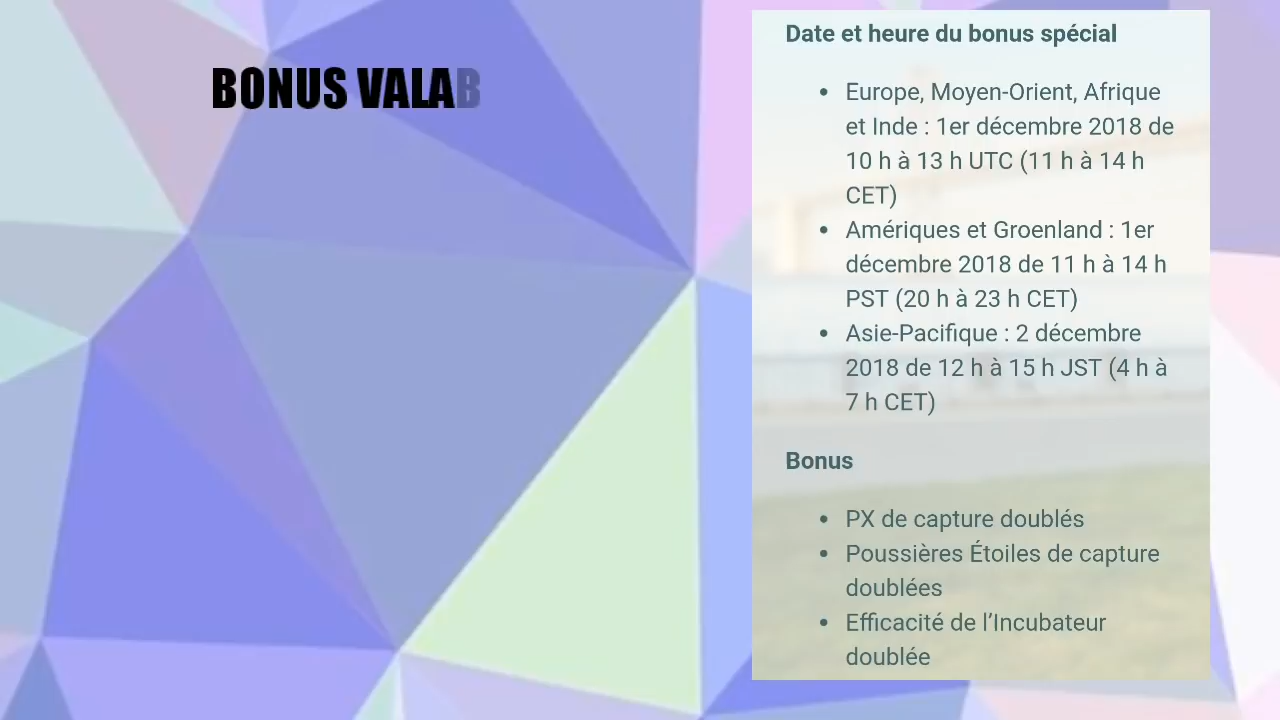 BONUS VALAB
Date et heure du bonus spécial
• Europe, Moyen-Orient, Afrique
et Inde : 1er décembre 2018 de
10 h à 13 h UTC (11 h à 14 h
CET)
• Amériques et Groenland : 1er
décembre 2018 de 11 h à 14 h
PST (20 h à 23 h CET)
• Asie-Pacifique : 2 décembre
2018 de 12 h à 15 h JST (4 h à
7 h CET)
Bonus
• PX de capture doublés
• Poussières Étoiles de capture
doublées
• Efficacité de l’Incubateur
doublée